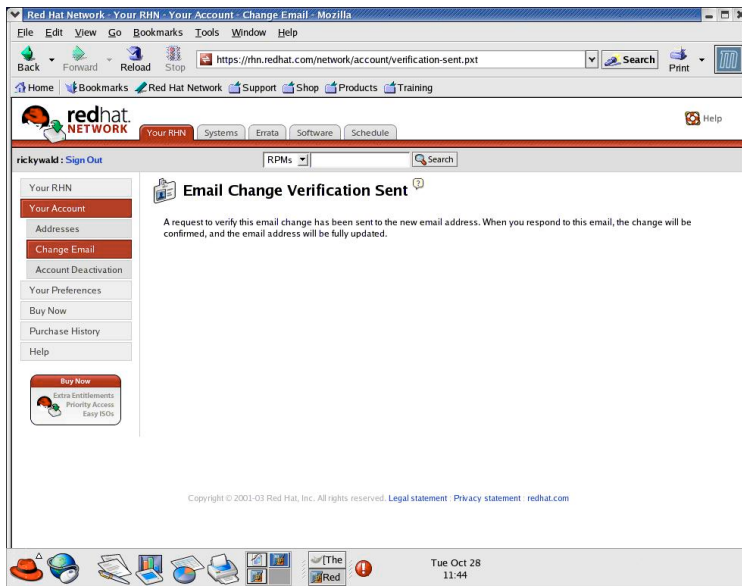 Red Hat Network - Your RHN - Your Account - Change Email - Mozilla
File Edit View Go Bookmarks Tools Window Help
Back Forward Reload Stop https://rhn.redhat.com/network/account/verification-sent.pxt Search Print
Home Bookmarks Red Hat Network Support Shop Products Training
redhat.
NETWORK
Your RHN Systems Errata Software Schedule
Help
rickywald : Sign Out RPMs Search
Your RHN
Your Account
Addresses
Change Email
Account Deactivation
Your Preferences
Buy Now
Purchase History
Help
Email Change Verification Sent ?
A request to verify this email change has been sent to the new email address. When you respond to this email, the change will be
confirmed, and the email address will be fully updated.
Buy Now
Extra Entitlements
Priority Access
Easy ISOs
Copyright © 2001-03 Red Hat, Inc. All rights reserved. Legal statement : Privacy statement : redhat.com
[The
Red
Tue Oct 28
11:44